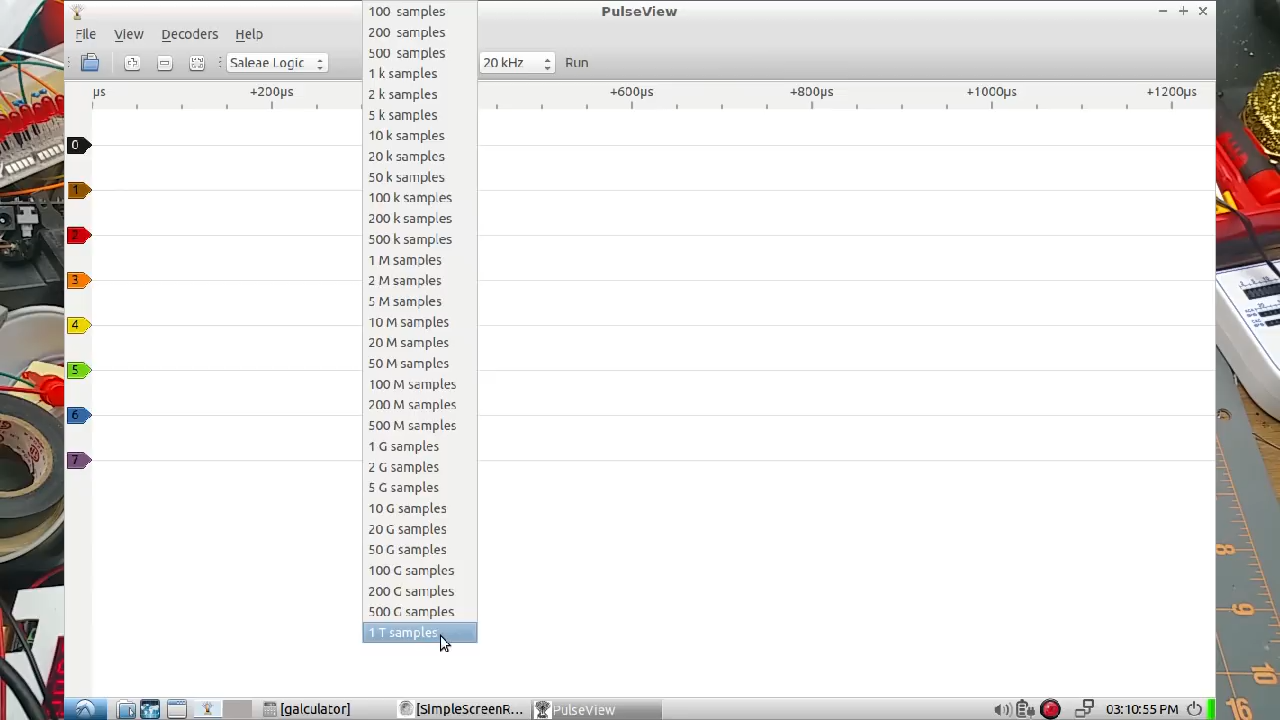 PulseView
File View Decoders Help
Saleae Logic 20 kHz Run
µs +200µs +600µs +800µs +1000µs +1200µs
100 samples
200 samples
500 samples
1 k samples
2 k samples
5 k samples
10 k samples
20 k samples
50 k samples
100 k samples
200 k samples
500 k samples
1 M samples
2 M samples
5 M samples
10 M samples
20 M samples
50 M samples
100 M samples
200 M samples
500 M samples
1 G samples
2 G samples
5 G samples
10 G samples
20 G samples
50 G samples
100 G samples
200 G samples
500 G samples
1 T samples
0
1
2
3
4
5
6
7
8
9
10
16
[galculator] [SimpleScreenR... PulseView 03:10:55 PM